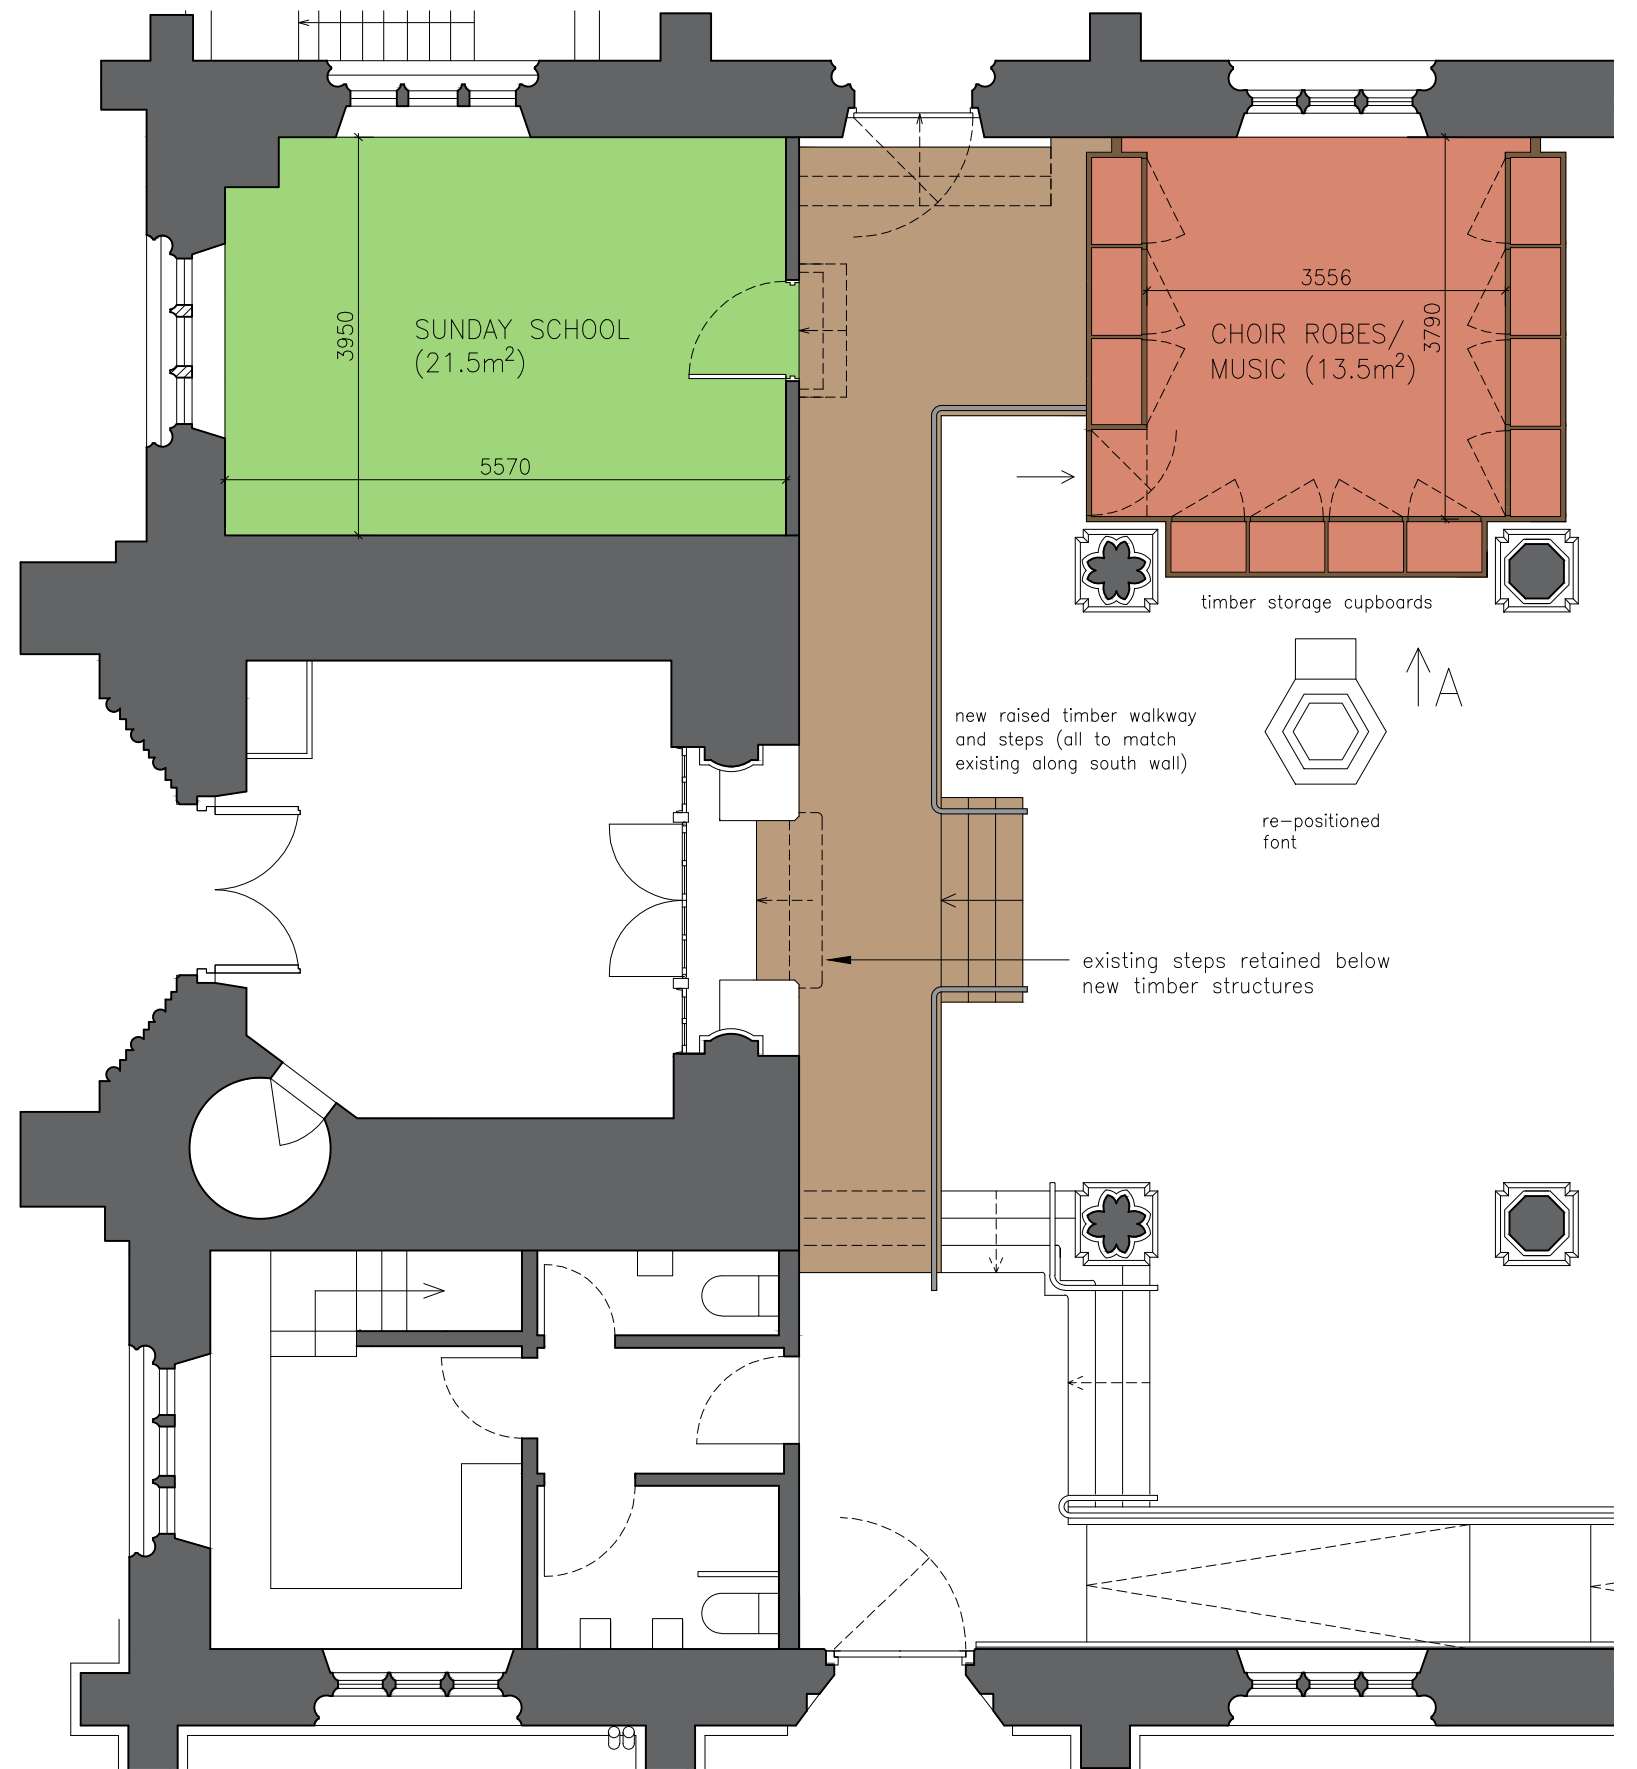 3950
SUNDAY SCHOOL
(21.5m²)
5570
3556
3790
CHOIR ROBES/
MUSIC (13.5m²)
timber storage cupboards
A
new raised timber walkway
and steps (all to match
existing along south wall)
re-positioned
font
existing steps retained below
new timber structures